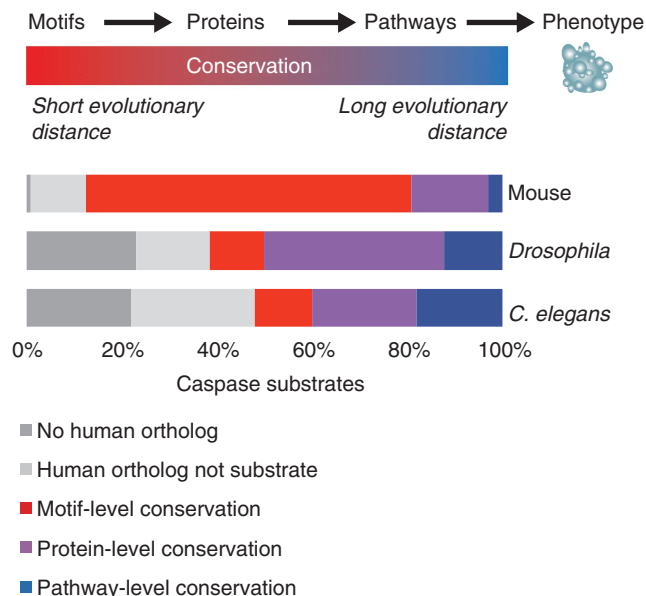 Motifs Proteins Pathways Phenotype
Conservation
Short evolutionary distance
Long evolutionary distance
Mouse
Drosophila
C. elegans
0% 20% 40% 60% 80% 100%
Caspase substrates
No human ortholog
Human ortholog not substrate
Motif-level conservation
Protein-level conservation
Pathway-level conservation